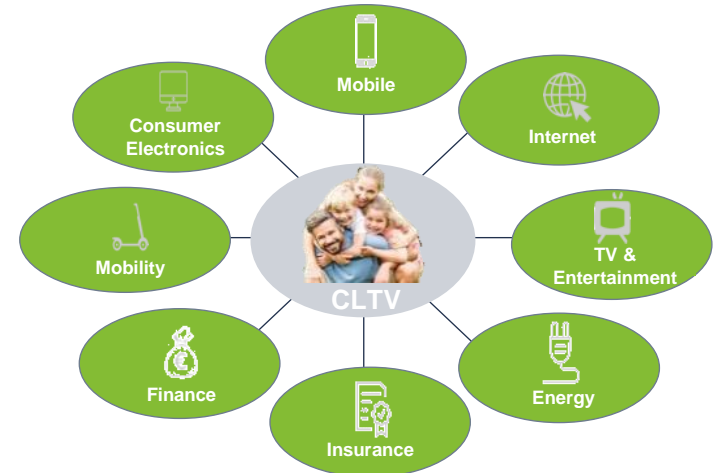 Mobile
Consumer
Electronics
Internet
Mobility
CLTV
TV &
Entertainment
Finance
€
Energy
Insurance